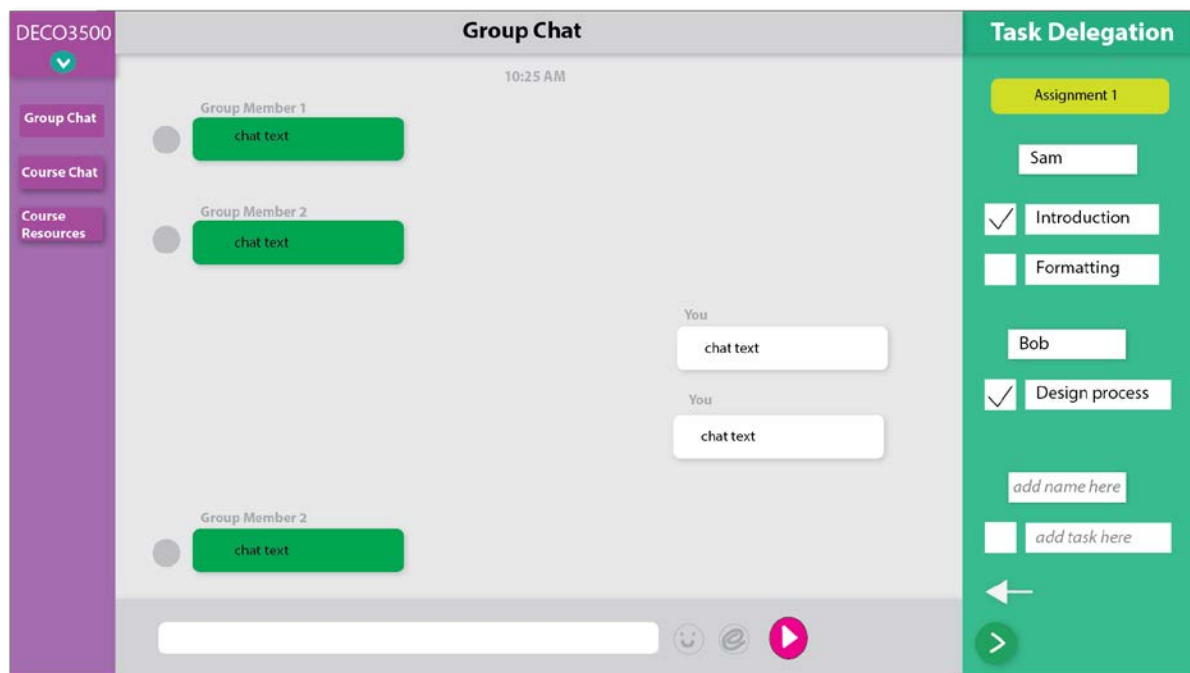 DECO3500
Group Chat
Course Chat
Course
Resources
Group Chat
10:25 AM
Group Member 1
chat text
Group Member 2
chat text
You
chat text
You
chat text
Group Member 2
chat text
Task Delegation
Assignment 1
Sam
Introduction
Formatting
Bob
Design process
add name here
add task here